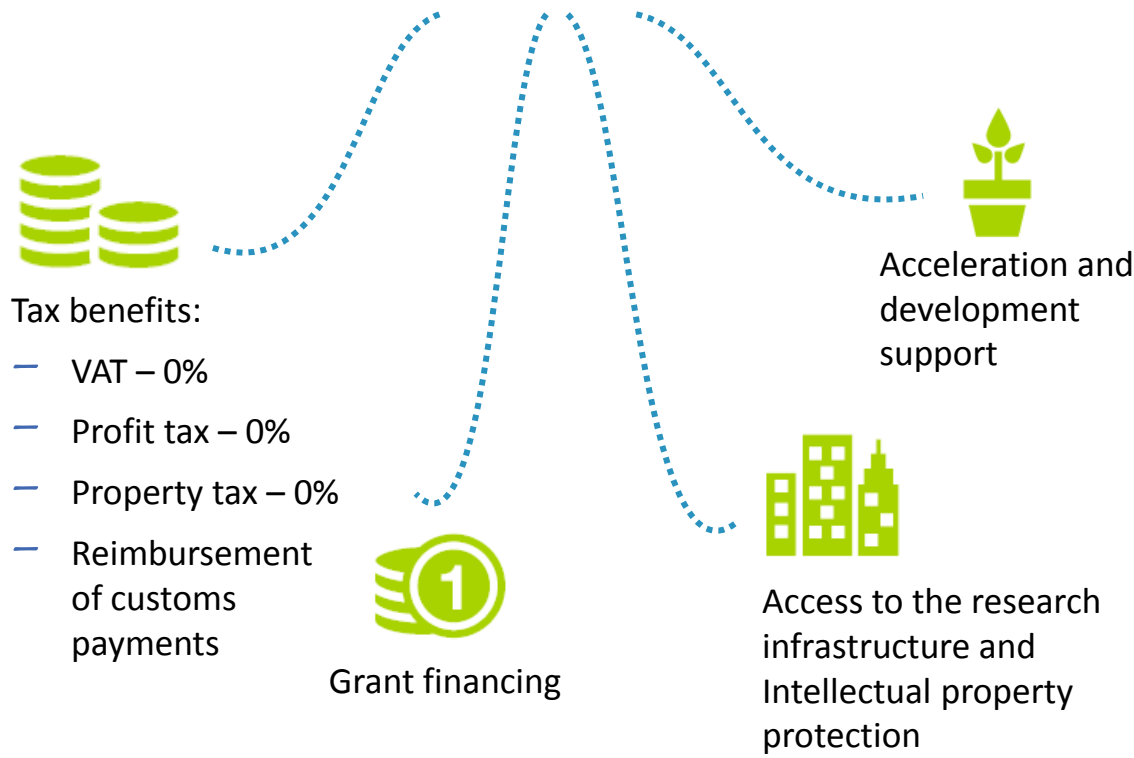 Tax benefits:
– VAT – 0%
– Profit tax – 0%
– Property tax – 0%
– Reimbursement
of customs
payments
1
Grant financing
Access to the research
infrastructure and
Intellectual property
protection
Acceleration and
development
support